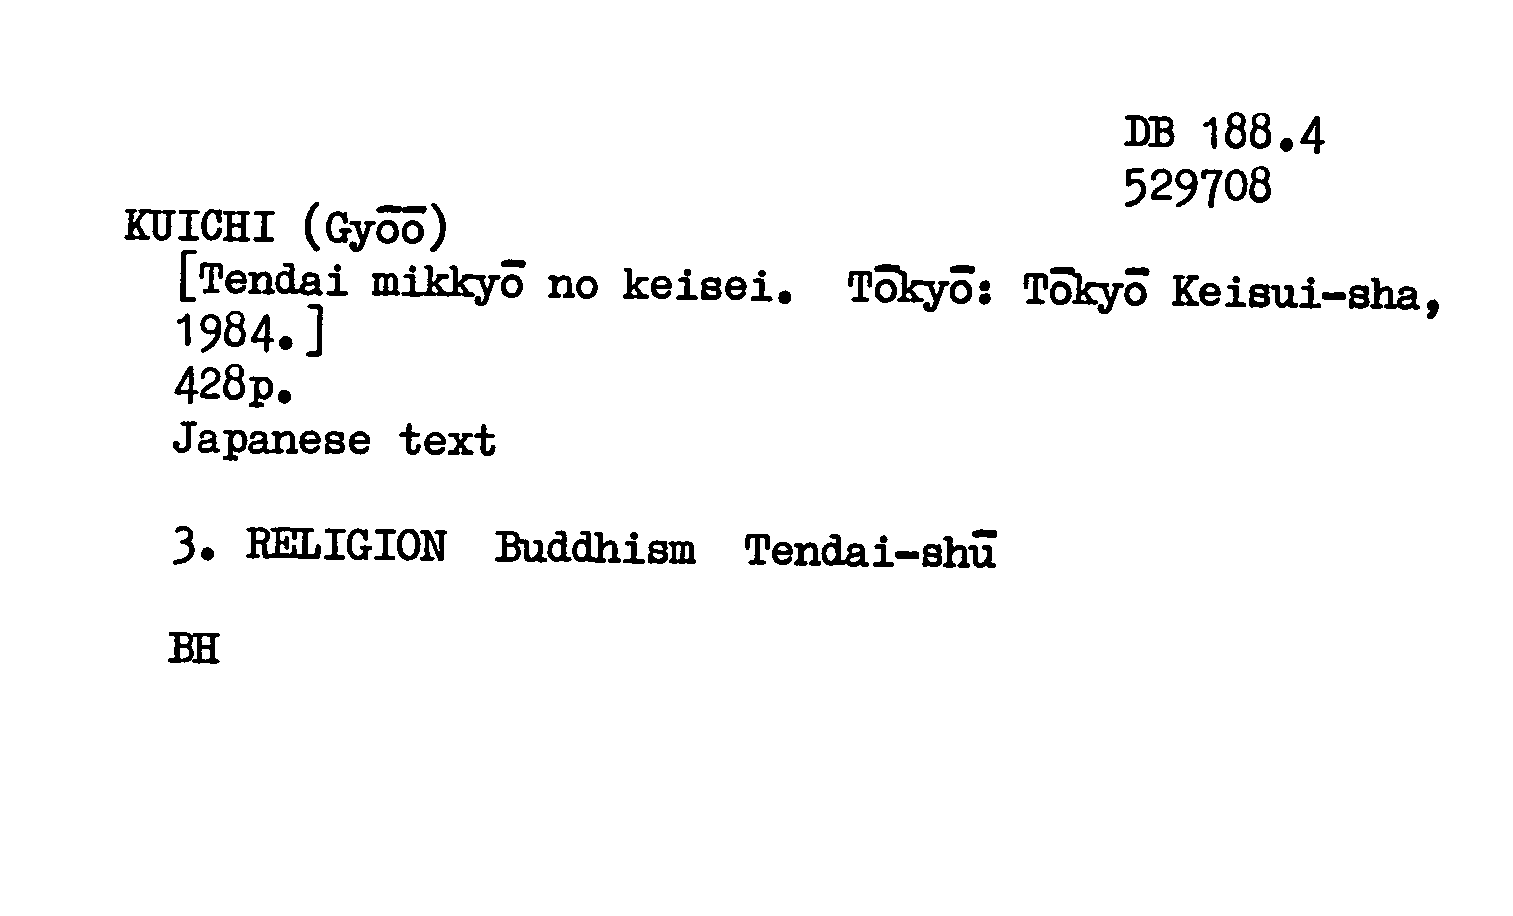 DB 188.4
529708
KUICHI (Gyōō)
[Tendai mikkyō no keisei. Tōkyō: Tōkyō Keisui-sha,
1984.]
428p.
Japanese text
3. RELIGION Buddhism Tendai-shū
BH